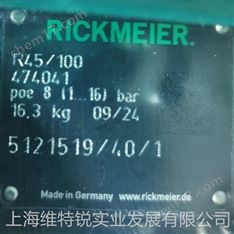 RICKMEIER.
R45/100
474041
poe 8 (1...16) bar
16,3 kg 09/24
5121519/40/1
Made in Germany www.rickmeier.de
上海维特锐实业发展有限公司